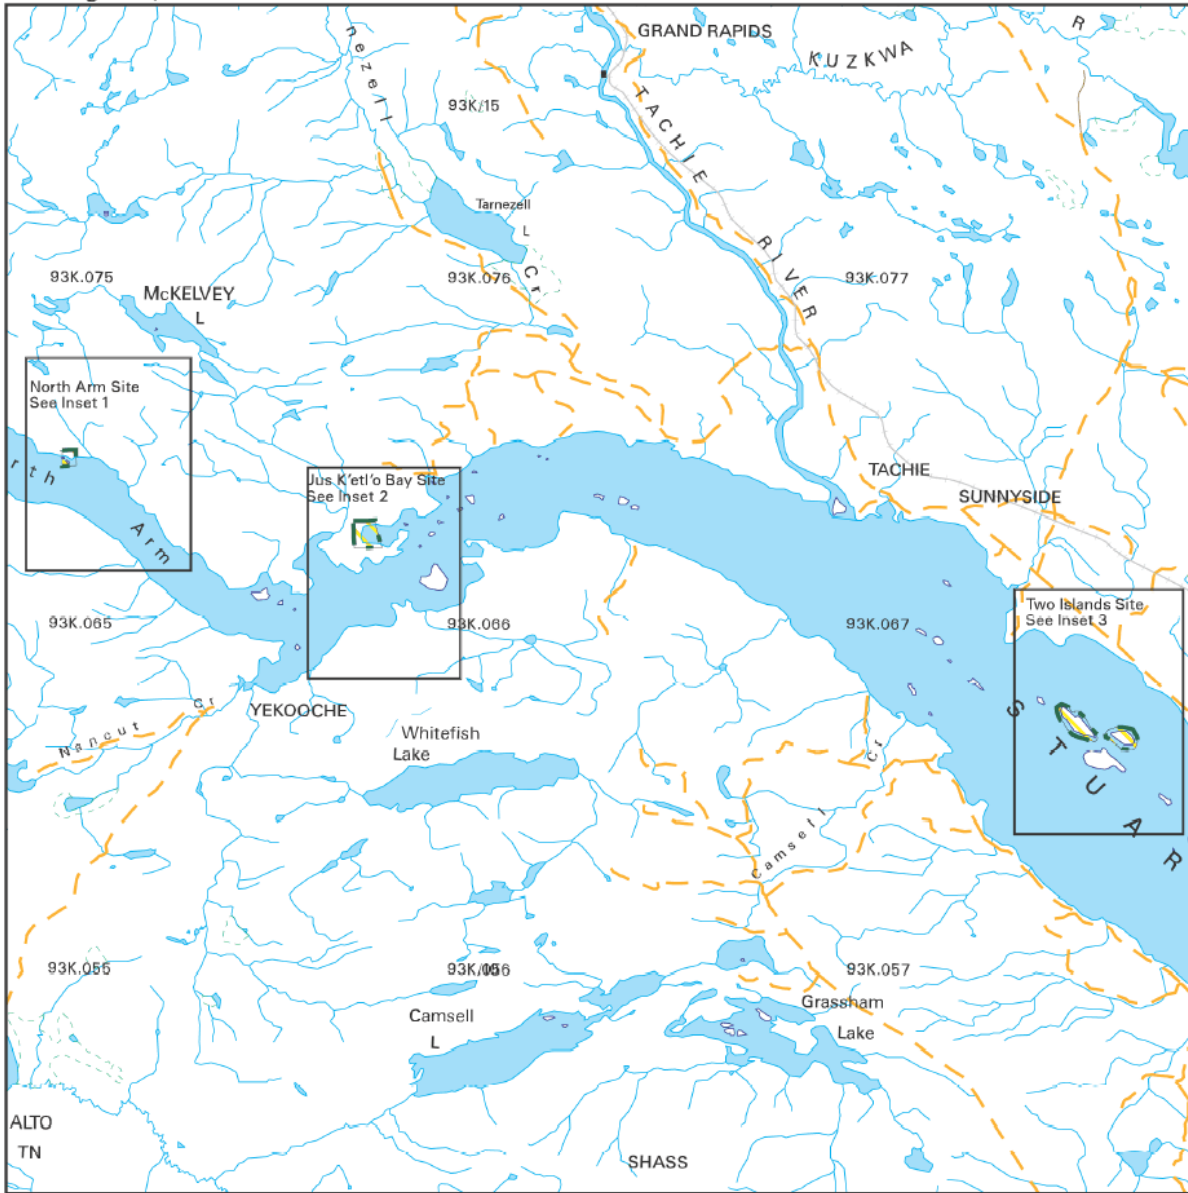 GRAND RAPIDS
KUZKWA
R
nezell
93K/15
TACHIE
Tarnezell
L
RIVER
93K.075
93K.076
Cr
93K.077
McKELVEY
L
North Arm Site
See Inset 1
rth
Arm
Jus K'etl'o Bay Site
See Inset 2
TACHIE
SUNNYSIDE
Two Islands Site
See Inset 3
93K.065
93K.066
93K.067
Nancut
Cr
YEKOOCHE
Whitefish
Lake
STUAR
Cr
Camsell
93K.055
93K.057
Camsell
L
Grassham
Lake
ALTO
TN
SHASS